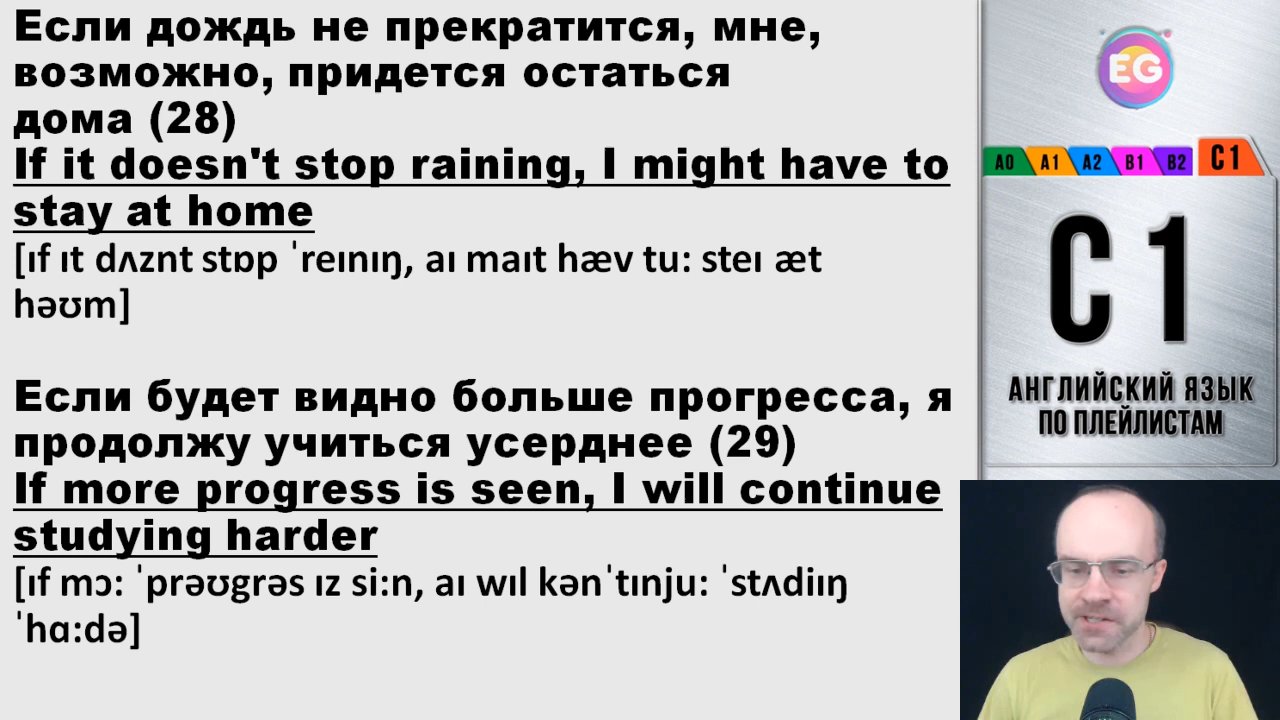 Если дождь не прекратится, мне,
возможно, придется остаться
дома (28)
If it doesn't stop raining, I might have to
stay at home
[ɪf ɪt dʌznt stɒp ˈreɪnɪŋ, aɪ maɪt hæv tu: steɪ æt
həʊm]
Если будет видно больше прогресса, я
продолжу учиться усерднее (29)
If more progress is seen, I will continue
studying harder
[ɪf mɔ: ˈprəʊgrəs ɪz si:n, aɪ wɪl kənˈtɪnju: ˈstʌdiɪŋ
ˈhɑ:də]
EG
A0 A1 A2 B1 B2 C1
C1
АНГЛИЙСКИЙ ЯЗЫК
ПО ПЛЕЙЛИСТАМ